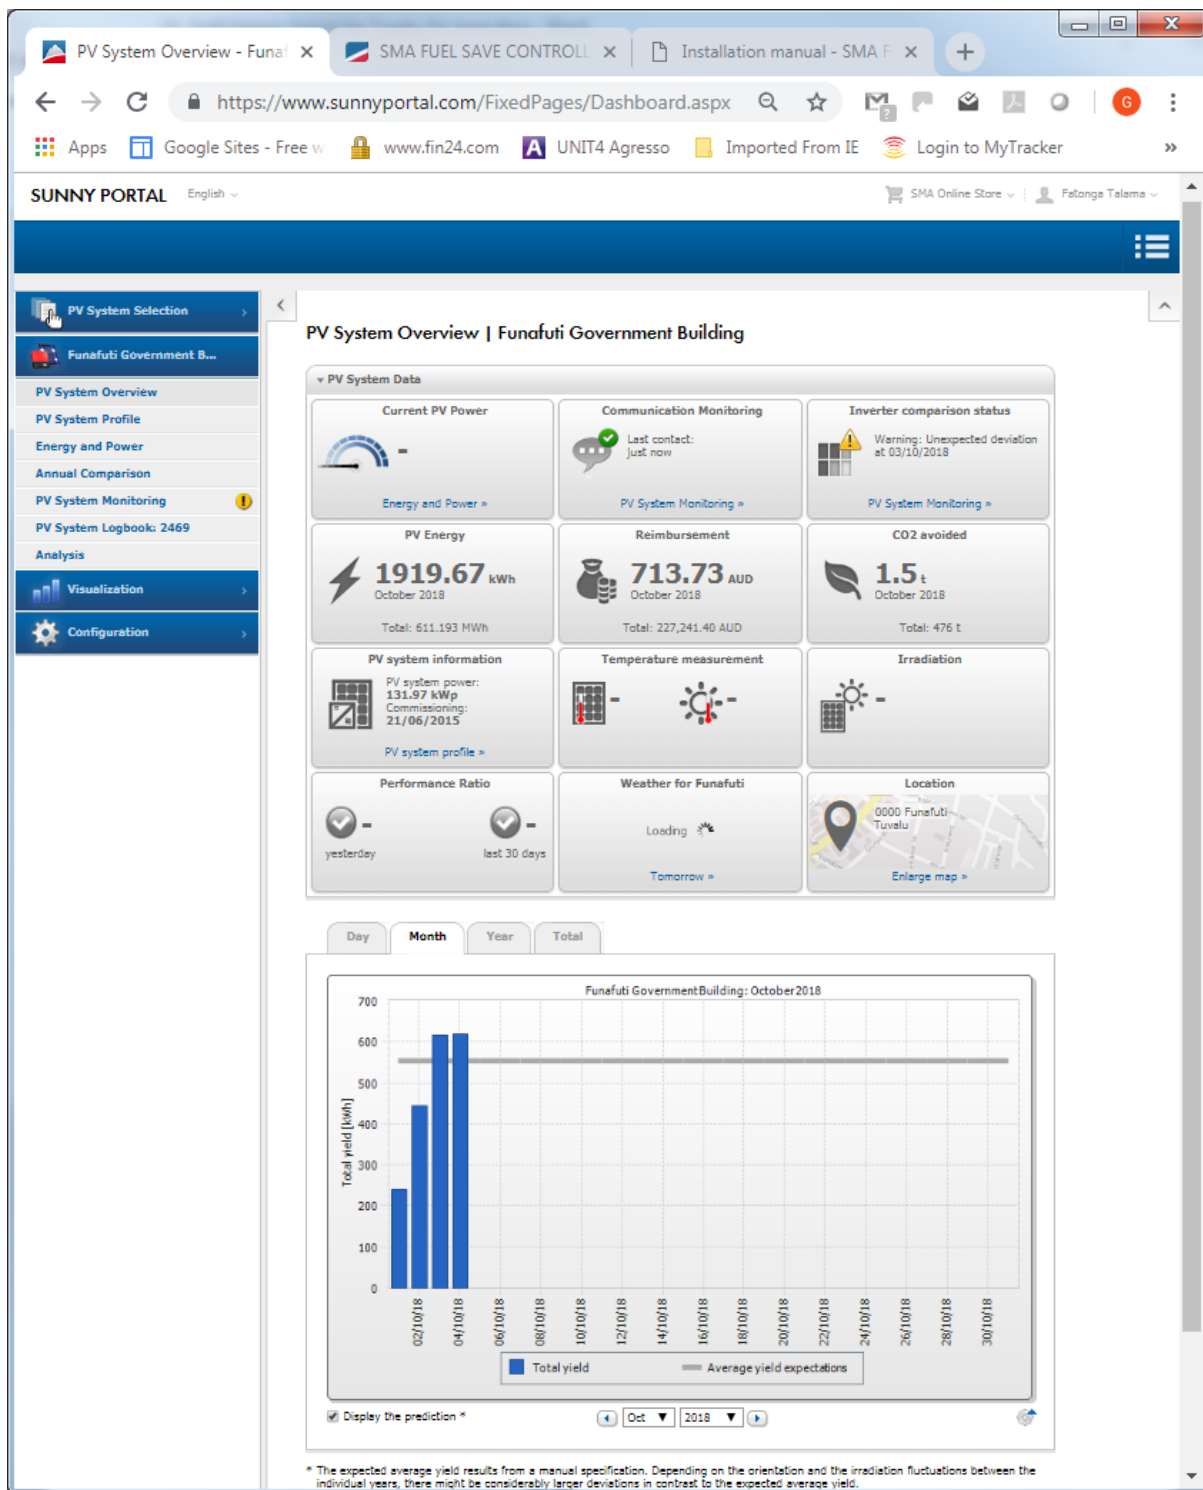 PV System Overview - Funaf
SMA FUEL SAVE CONTROLL
Installation manual - SMA F
https://www.sunnyportal.com/FixedPages/Dashboard.aspx
G
Apps
Google Sites - Free w
www.fin24.com
UNIT4 Agresso
Imported From IE
Login to MyTracker
»
SUNNY PORTAL
English
SMA Online Store
Fatonga Talama
PV System Selection
Funafuti Government B...
PV System Overview
PV System Profile
Energy and Power
Annual Comparison
PV System Monitoring
PV System Logbook: 2469
Analysis
Visualization
Configuration
PV System Overview | Funafuti Government Building
PV System Data
Current PV Power
-
Energy and Power »
Communication Monitoring
Last contact:
just now
PV System Monitoring »
Inverter comparison status
Warning: Unexpected deviation
at 03/10/2018
PV System Monitoring »
PV Energy
1919.67 kWh
October 2018
Total: 611.193 MWh
Reimbursement
713.73 AUD
October 2018
Total: 227,241.40 AUD
CO2 avoided
1.5 t
October 2018
Total: 476 t
PV system information
PV system power:
131.97 kWp
Commissioning:
21/06/2015
PV system profile »
Temperature measurement
- -
Irradiation
-
Performance Ratio
- -
yesterday last 30 days
Weather for Funafuti
Loading
Tomorrow »
Location
0000 Funafuti
Tuvalu
Enlarge map »
Day Month Year Total
Funafuti Government Building: October 2018
Total yield [kWh]
700
600
500
400
300
200
100
0
02/10/18 04/10/18 06/10/18 08/10/18 10/10/18 12/10/18 14/10/18 16/10/18 18/10/18 20/10/18 22/10/18 24/10/18 26/10/18 28/10/18 30/10/18
Total yield Average yield expectations
Display the prediction *
Oct 2018
* The expected average yield results from a manual specification. Depending on the orientation and the irradiation fluctuations between the
individual years, there might be considerably larger deviations in contrast to the expected average yield.